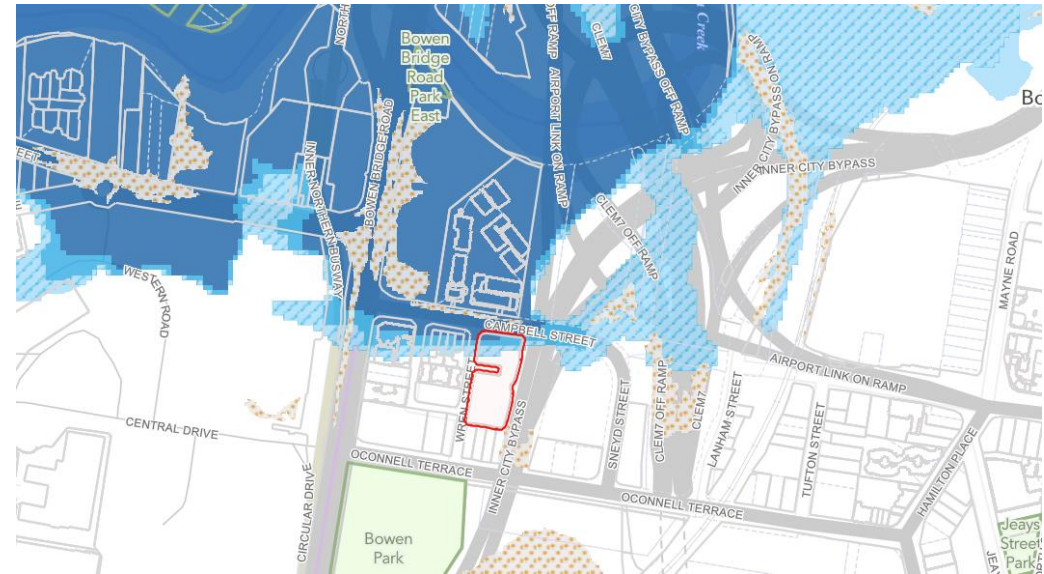 NORTH
Bowen
Bridge
Road
Park
East
OFF RAMP
AIRPORT LINK ON RAMP
CLEM7
CITY BYPASS OFF RAMP
Creek
INNER CITY BYPASS ON RAMP
INNER CITY BYPASS
STREET
INNER NORTHERN BUSWAY
BOWEN BRIDGE ROAD
CLEM7 OFF RAMP
WESTERN ROAD
CAMPBELL STREET
MAYNE ROAD
AIRPORT LINK ON RAMP
WREN STREET
INNER CITY BYPASS
SNEYD STREET
CLEM7 OFF RAMP
CLEM7
LANHAM STREET
TUFTON STREET
HAMILTON PLACE
CENTRAL DRIVE
CIRCULAR DRIVE
OCONNELL TERRACE
OCONNELL TERRACE
Bowen
Park
Jeays
Street
Park